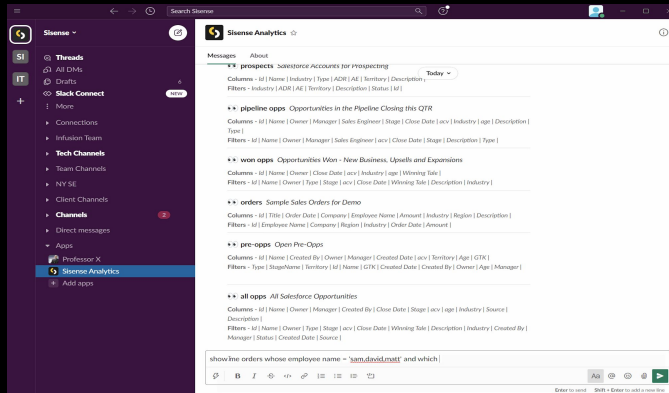 Search Sisense
Sisense
Sisense Analytics
SI
IT
Threads
All DMs
Drafts
Slack Connect NEW
More
Connections
Infusion Team
Tech Channels
Team Channels
NY SE
Client Channels
Channels 2
Direct messages
Apps
Professor X
Sisense Analytics
Add apps
Messages About
Today
prospects Salesforce Accounts for Prospecting
Columns - Id | Name | Industry | Type | ADR | AE | Territory | Description |
Filters - Industry | ADR | AE | Territory | Description | Status | Id |
pipeline opps Opportunities in the Pipeline Closing this QTR
Columns - Id | Name | Owner | Manager | Sales Engineer | Stage | Close Date | acv | Industry | age | Description |
Type |
Filters - Id | Name | Owner | Manager | Sales Engineer | acv | Close Date | Stage | Description | Type |
won opps Opportunities Won - New Business, Upsells and Expansions
Columns - Id | Name | Owner | Close Date | acv | Industry | age | Winning Tale |
Filters - Id | Name | Owner | Type | Stage | acv | Close Date | Winning Tale | Description | Industry |
orders Sample Sales Orders for Demo
Columns - Id | Title | Order Date | Company | Employee Name | Amount | Industry | Region | Description |
Filters - Id | Employee Name | Company | Region | Industry | Order Date | Amount |
pre-opps Open Pre-Opps
Columns - Id | Name | Created By | Owner | Manager | Created Date | acv | Territory | Age | GTK |
Filters - Type | StageName | Territory | Id | Name | GTK | Created Date | Created By | Owner | Age | Manager |
all opps All Salesforce Opportunities
Columns - Id | Name | Owner | Manager | Created By | Close Date | Stage | acv | age | Industry | Source |
Description |
Filters - Id | Name | Owner | Type | Stage | acv | Close Date | Winning Tale | Description | Industry | Created By |
Manager | Status | Created Date | Source |
show me orders whose employee name = 'sam,david,matt' and which
Aa
Enter to send Shift + Enter to add a new line